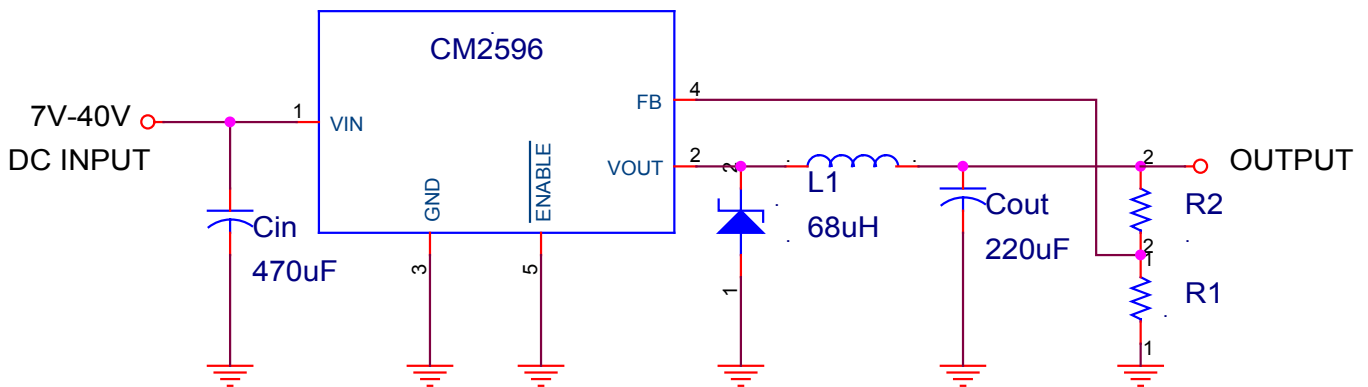 CM2596
7V-40V
DC INPUT
1
VIN
FB
4
VOUT
2
GND
3
ENABLE
5
Cin
470uF
2
1
L1
68uH
Cout
220uF
2
OUTPUT
R2
2
1
R1
1